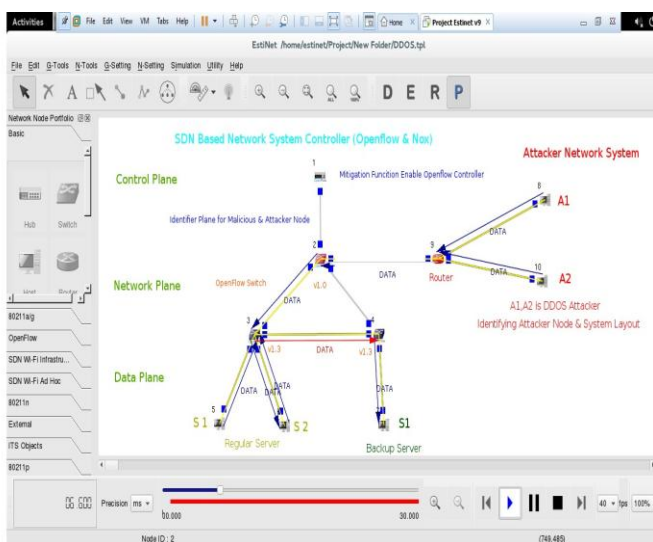 Activities File Edit View VM Tabs Help Home × Project Estinet v9 ×
EstiNet /home/estinet/Project/New Folder/DDOS.tpl
File Edit G-Tools N-Tools G-Setting N-Setting Simulation Utility Help
A D E R P
Network Node Portfolio
Basic
Hub Switch
Host Router
80211a/g
OpenFlow
SDN Wi-Fi Infrastru...
SDN Wi-Fi Ad Hoc
80211n
External
ITS Objects
80211p
SDN Based Network System Controller (Openflow & Nox)
Attacker Network System
1
Control Plane
Mitigation Funcition Enable Openflow Controller
8
A1
Identifier Plane for Malicious & Attacker Node
2
9
DATA
10
v1.0
DATA
Router
DATA
A2
Network Plane
OpenFlow Switch
DATA
A1,A2 is DDOS Attacker
Identifying Attacker Node & System Layout
3
4
v1.3
DATA
v1.3
Data Plane
DATA
DATA
DATA
DATA
5
S 1
S 2
S1
Regular Server
Backup Server
06 600 Precision ms
00.000
30.000
40 fps 100%
Node ID : 2
(749,485)